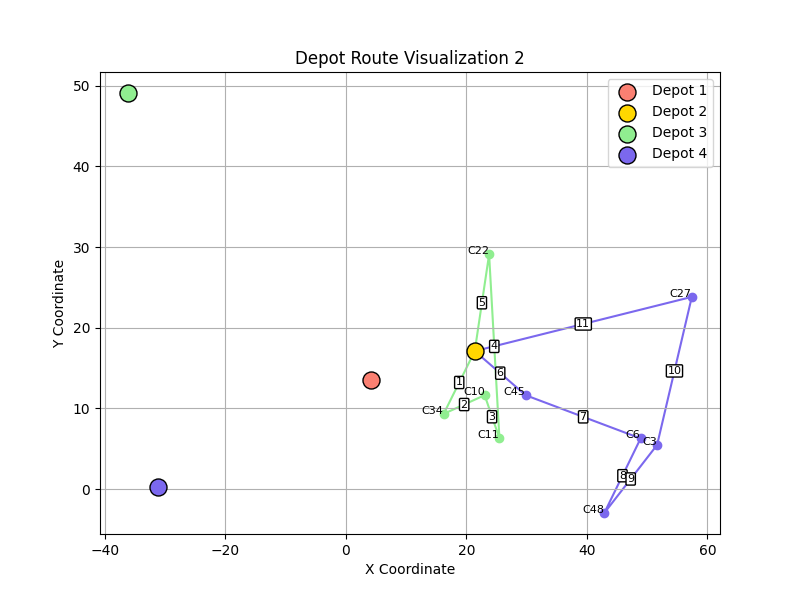 Depot Route Visualization 2
Depot 1
Depot 2
Depot 3
Depot 4
Y Coordinate
50
40
30
20
10
0
C22
5
C27
11
4
10
6
1
C10
C45
2
C34
3
7
C11
C6
C3
8
9
C48
−40
−20
0
20
40
60
X Coordinate